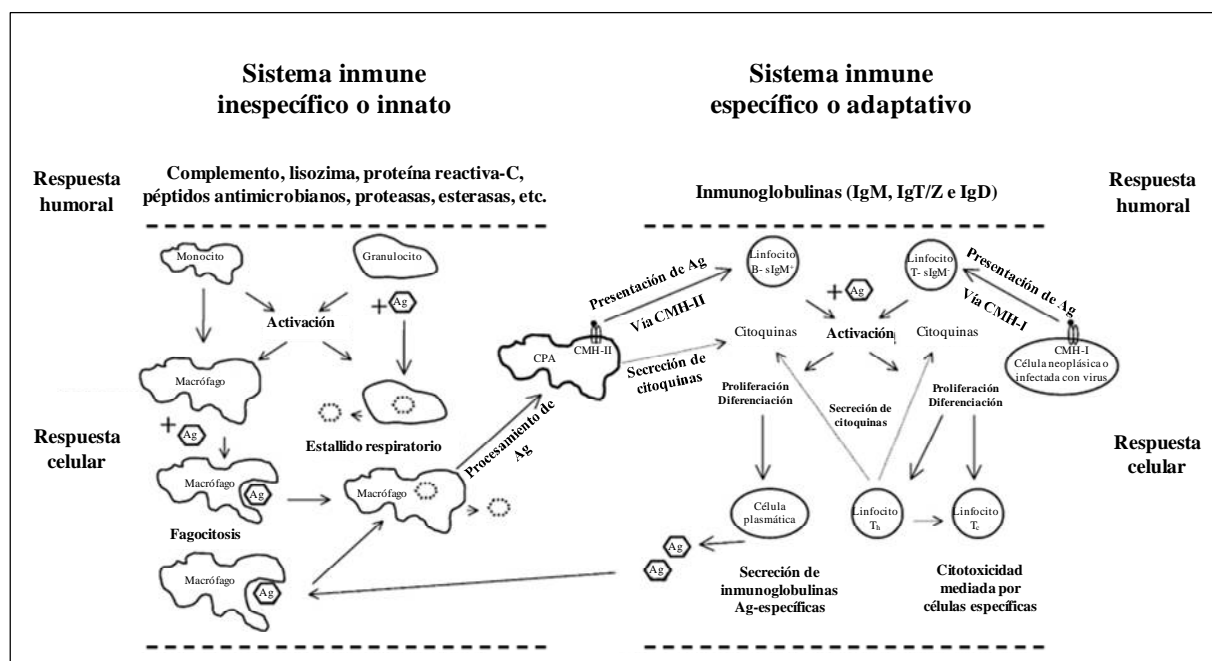 Sistema inmune
inespecífico o innato
Sistema inmune
específico o adaptativo
Respuesta
humoral
Complemento, lisozima, proteína reactiva-C,
péptidos antimicrobianos, proteasas, esterasas, etc.
Inmunoglobulinas (IgM, IgT/Z e IgD)
Respuesta
humoral
Monocito
Granulocito
+ Ag
Activación
Macrófago
+ Ag
Estallido respiratorio
Respuesta
celular
Macrófago
Ag
Fagocitosis
Macrófago
Macrófago
Ag
Procesamiento de
Ag
CPA
CMH-II
Presentación de Ag
Vía CMH-II
Secreción de
citoquinas
Linfocito
B- sIgM+
+ Ag
Linfocito
T- sIgM-
Presentación de Ag
Vía CMH-I
CMH-I
Célula neoplásica o
infectada con virus
Citoquinas
Activación
Citoquinas
Proliferación
Diferenciación
Secreción de
citoquinas
Proliferación
Diferenciación
Respuesta
celular
Célula
plasmática
Linfocito
Th
Linfocito
Tc
Ag
Ag
Secreción de
inmunoglobulinas
Ag-específicas
Citotoxicidad
mediada por
células específicas